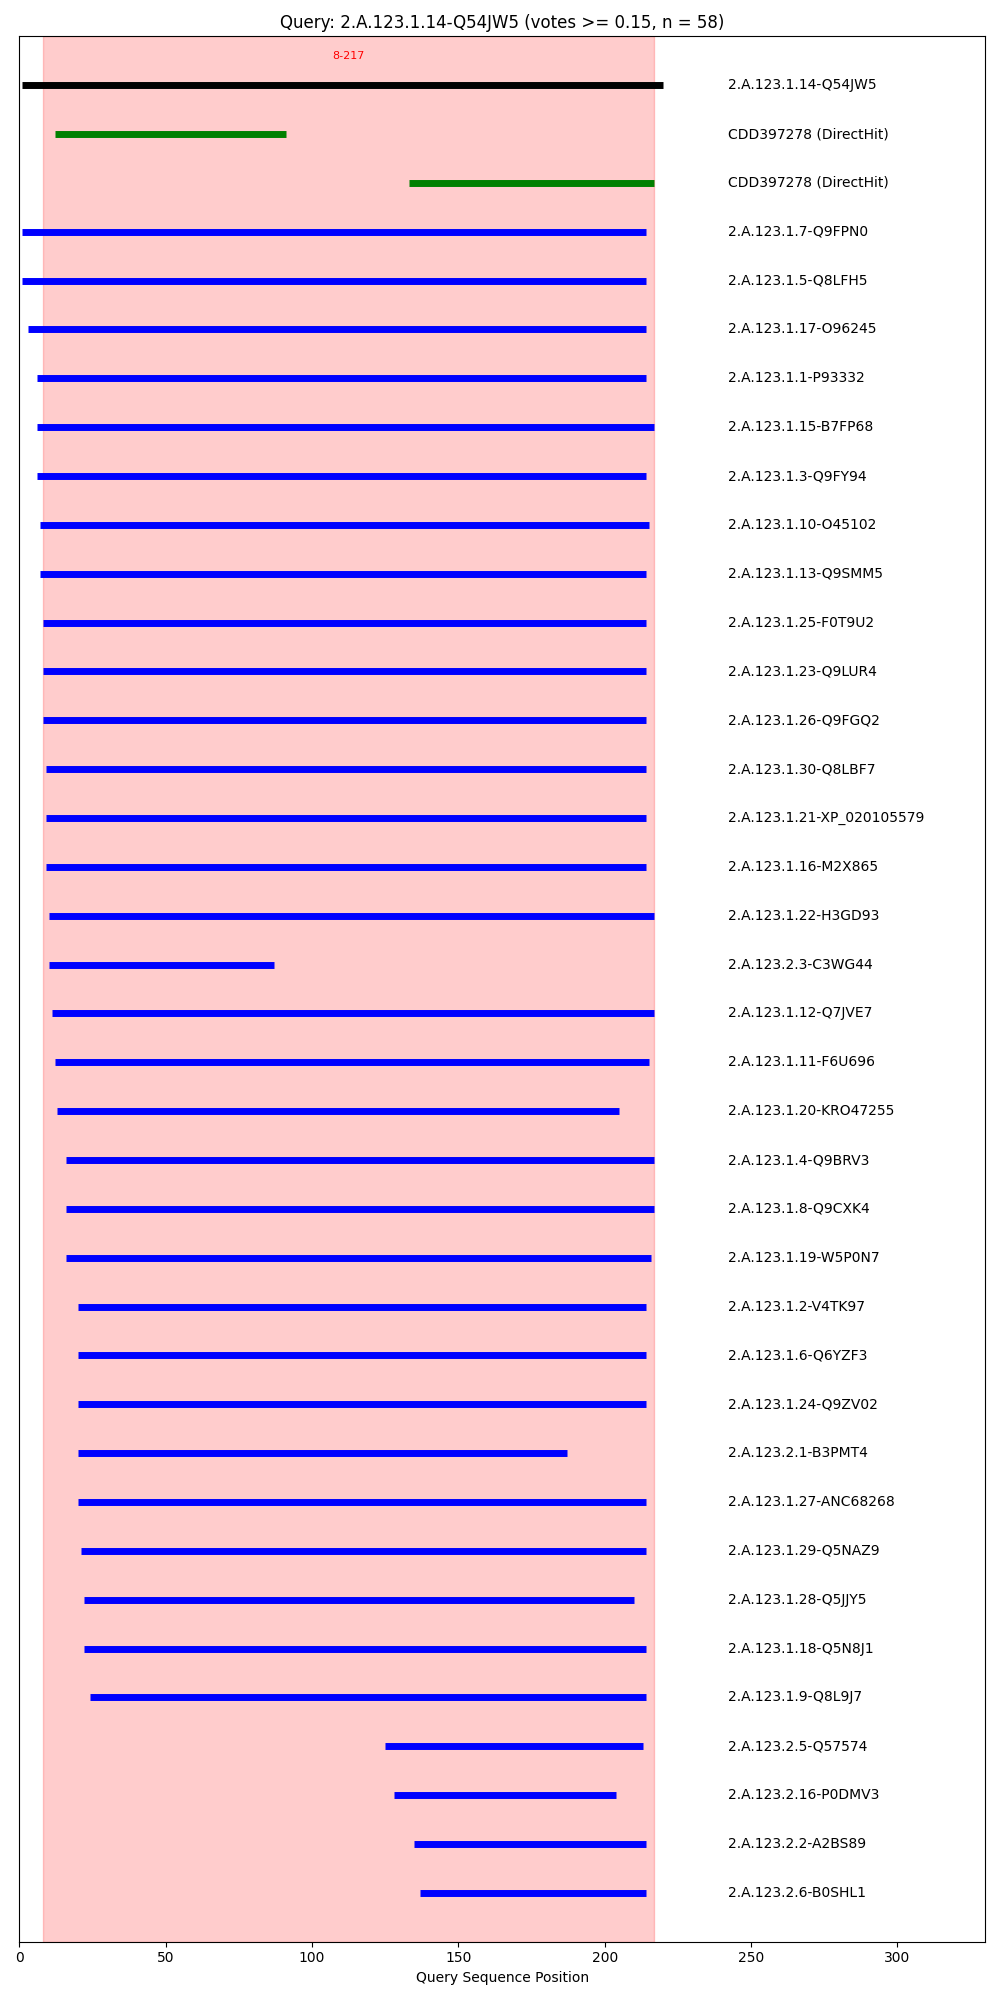 Query: 2.A.123.1.14-Q54JW5 (votes >= 0.15, n = 58)
8-217
2.A.123.1.14-Q54JW5
CDD397278 (DirectHit)
CDD397278 (DirectHit)
2.A.123.1.7-Q9FPN0
2.A.123.1.5-Q8LFH5
2.A.123.1.17-O96245
2.A.123.1.1-P93332
2.A.123.1.15-B7FP68
2.A.123.1.3-Q9FY94
2.A.123.1.10-O45102
2.A.123.1.13-Q9SMM5
2.A.123.1.25-F0T9U2
2.A.123.1.23-Q9LUR4
2.A.123.1.26-Q9FGQ2
2.A.123.1.30-Q8LBF7
2.A.123.1.21-XP_020105579
2.A.123.1.16-M2X865
2.A.123.1.22-H3GD93
2.A.123.2.3-C3WG44
2.A.123.1.12-Q7JVE7
2.A.123.1.11-F6U696
2.A.123.1.20-KRO47255
2.A.123.1.4-Q9BRV3
2.A.123.1.8-Q9CXK4
2.A.123.1.19-W5P0N7
2.A.123.1.2-V4TK97
2.A.123.1.6-Q6YZF3
2.A.123.1.24-Q9ZV02
2.A.123.2.1-B3PMT4
2.A.123.1.27-ANC68268
2.A.123.1.29-Q5NAZ9
2.A.123.1.28-Q5JJY5
2.A.123.1.18-Q5N8J1
2.A.123.1.9-Q8L9J7
2.A.123.2.5-Q57574
2.A.123.2.16-P0DMV3
2.A.123.2.2-A2BS89
2.A.123.2.6-B0SHL1
0 50 100 150 200 250 300
Query Sequence Position